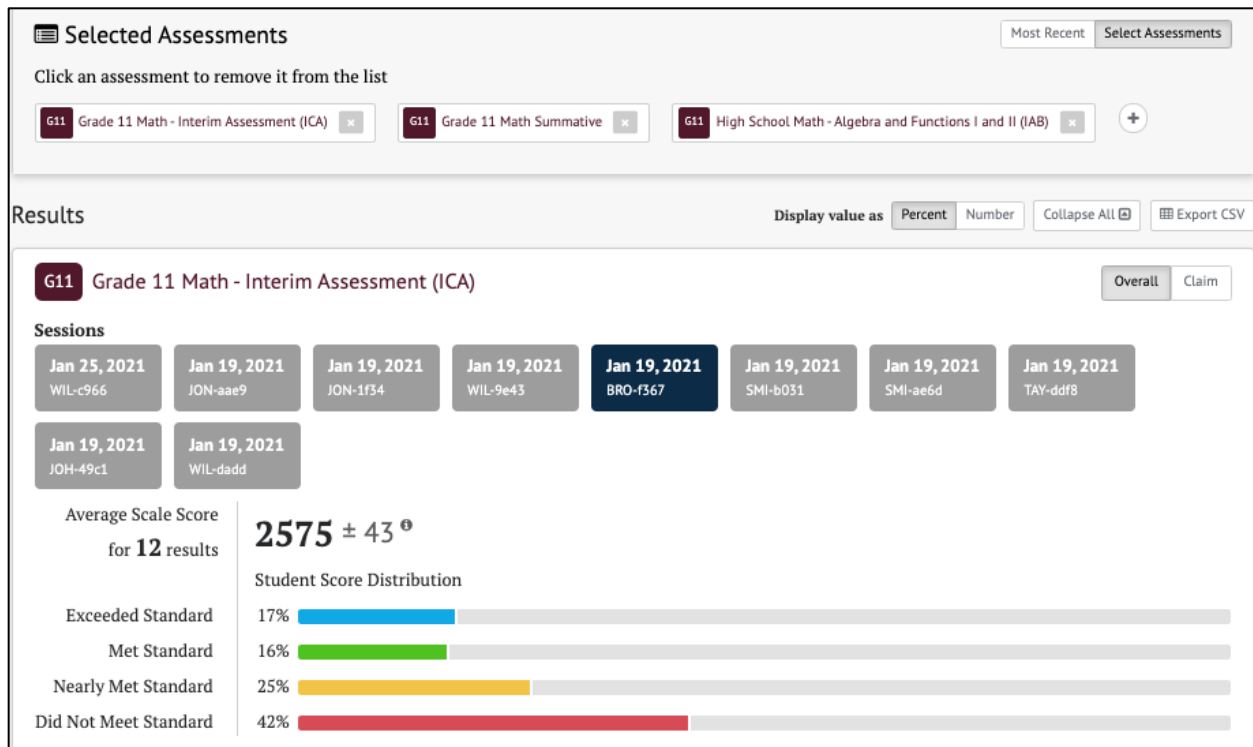 Selected Assessments
Most Recent Select Assessments
Click an assessment to remove it from the list
G11 Grade 11 Math - Interim Assessment (ICA) ×
G11 Grade 11 Math Summative ×
G11 High School Math - Algebra and Functions I and II (IAB) ×
+
Results
Display value as Percent Number Collapse All Export CSV
G11 Grade 11 Math - Interim Assessment (ICA)
Overall Claim
Sessions
Jan 25, 2021
WIL-c966
Jan 19, 2021
JON-aae9
Jan 19, 2021
JON-1f34
Jan 19, 2021
WIL-9e43
Jan 19, 2021
BRO-f367
Jan 19, 2021
SMI-b031
Jan 19, 2021
SMI-ae6d
Jan 19, 2021
TAY-ddf8
Jan 19, 2021
JOH-49c1
Jan 19, 2021
WIL-dadd
Average Scale Score
for 12 results
2575 ± 43
Student Score Distribution
Exceeded Standard 17%
Met Standard 16%
Nearly Met Standard 25%
Did Not Meet Standard 42%